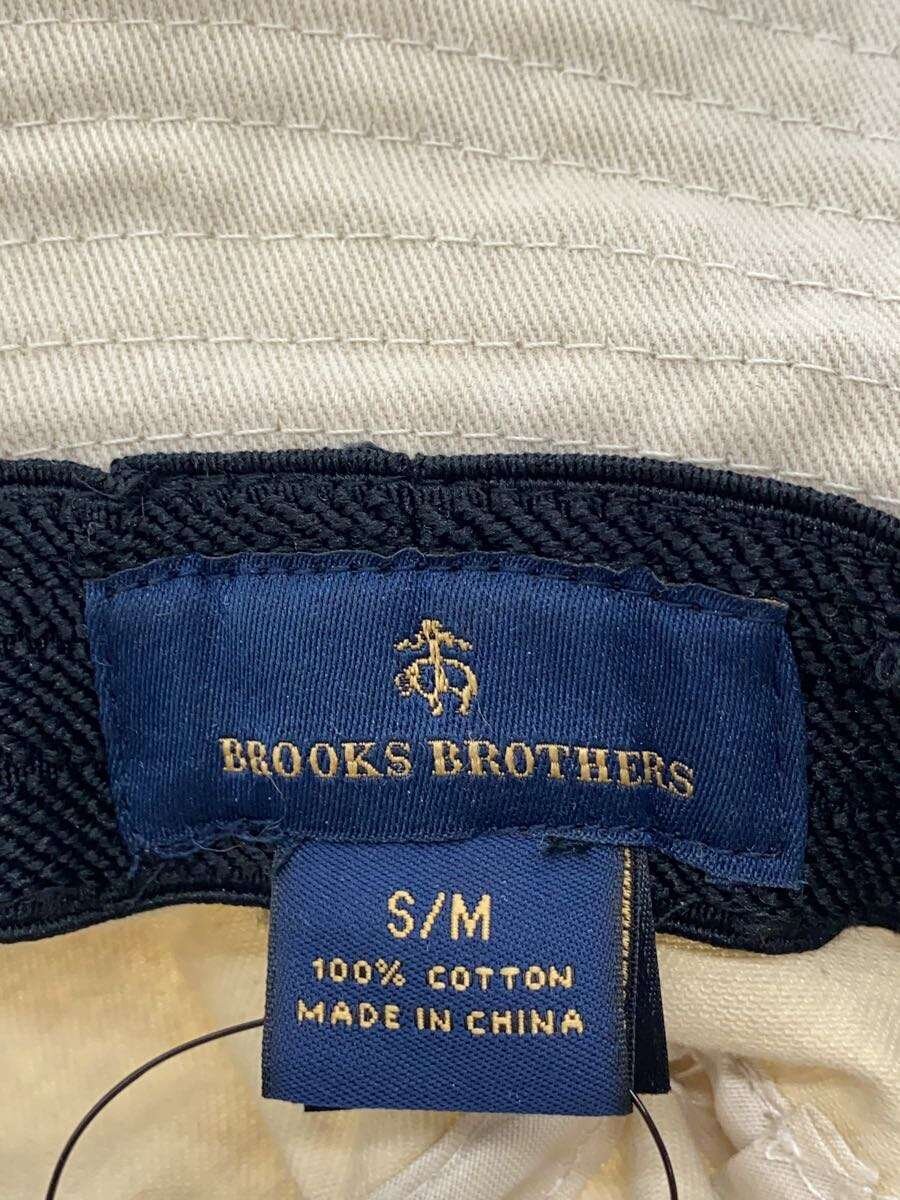 BROOKS BROTHERS
S/M
100% COTTON
MADE IN CHINA